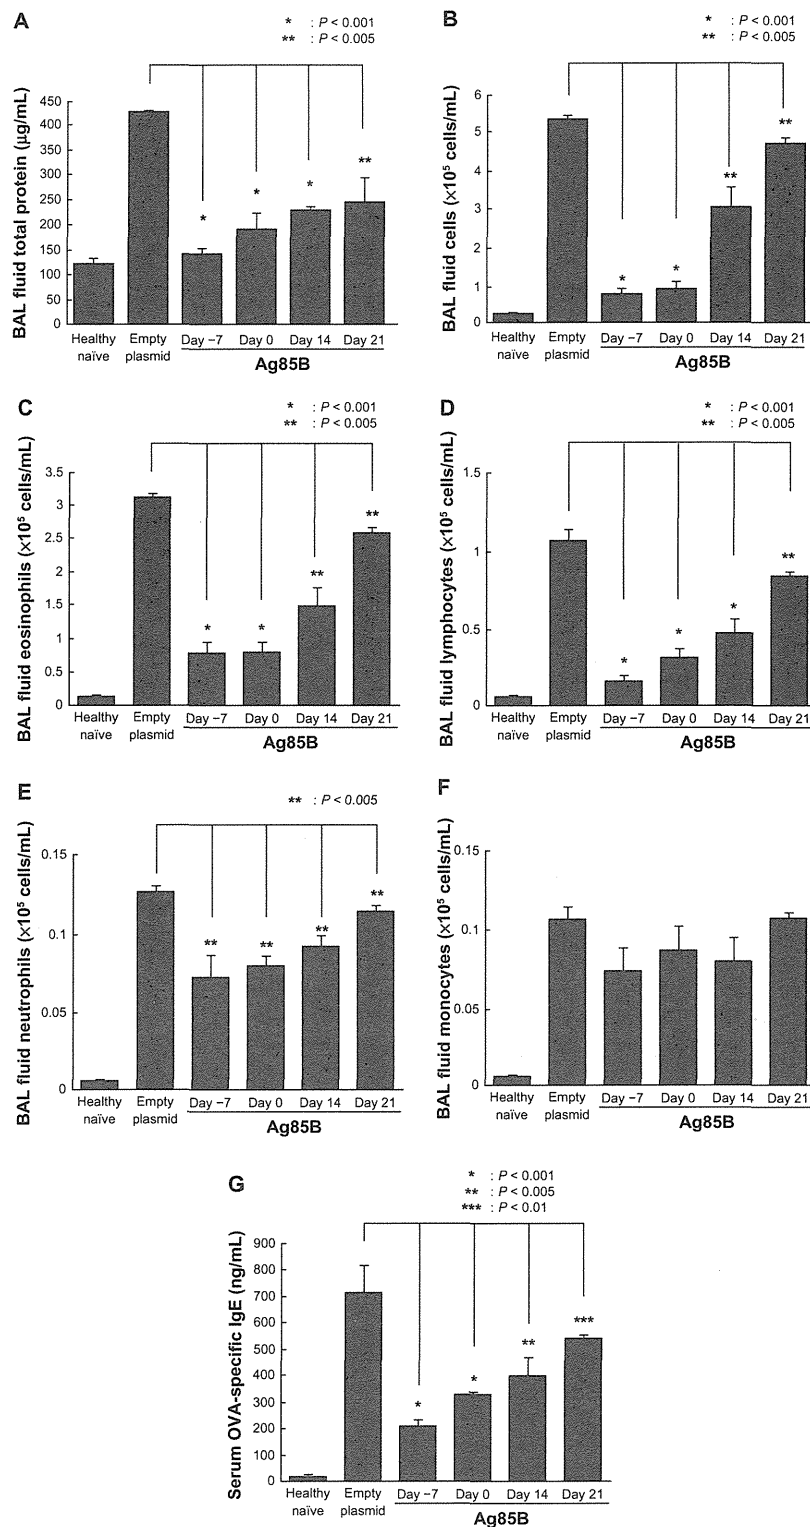 A
* : P < 0.001
** : P < 0.005
BAL fluid total protein (µg/mL)
450
400
350
300
250
200
150
100
50
0
* * * **
Healthy naïve
Empty plasmid
Day −7 Day 0 Day 14 Day 21
Ag85B
B
* : P < 0.001
** : P < 0.005
BAL fluid cells (×10⁵ cells/mL)
6
5
4
3
2
1
0
* * ** **
Healthy naïve
Empty plasmid
Day −7 Day 0 Day 14 Day 21
Ag85B
C
* : P < 0.001
** : P < 0.005
BAL fluid eosinophils (×10⁵ cells/mL)
3.5
3
2.5
2
1.5
1
0.5
0
* * ** **
Healthy naïve
Empty plasmid
Day −7 Day 0 Day 14 Day 21
Ag85B
D
* : P < 0.001
** : P < 0.005
BAL fluid lymphocytes (×10⁵ cells/mL)
1.5
1
0.5
0
* * * **
Healthy naïve
Empty plasmid
Day −7 Day 0 Day 14 Day 21
Ag85B
E
** : P < 0.005
BAL fluid neutrophils (×10⁵ cells/mL)
0.15
0.1
0.05
0
** ** ** **
Healthy naïve
Empty plasmid
Day −7 Day 0 Day 14 Day 21
Ag85B
F
BAL fluid monocytes (×10⁵ cells/mL)
0.15
0.1
0.05
0
Healthy naïve
Empty plasmid
Day −7 Day 0 Day 14 Day 21
Ag85B
G
* : P < 0.001
** : P < 0.005
*** : P < 0.01
Serum OVA-specific IgE (ng/mL)
900
800
700
600
500
400
300
200
100
0
* * ** ***
Healthy naïve
Empty plasmid
Day −7 Day 0 Day 14 Day 21
Ag85B